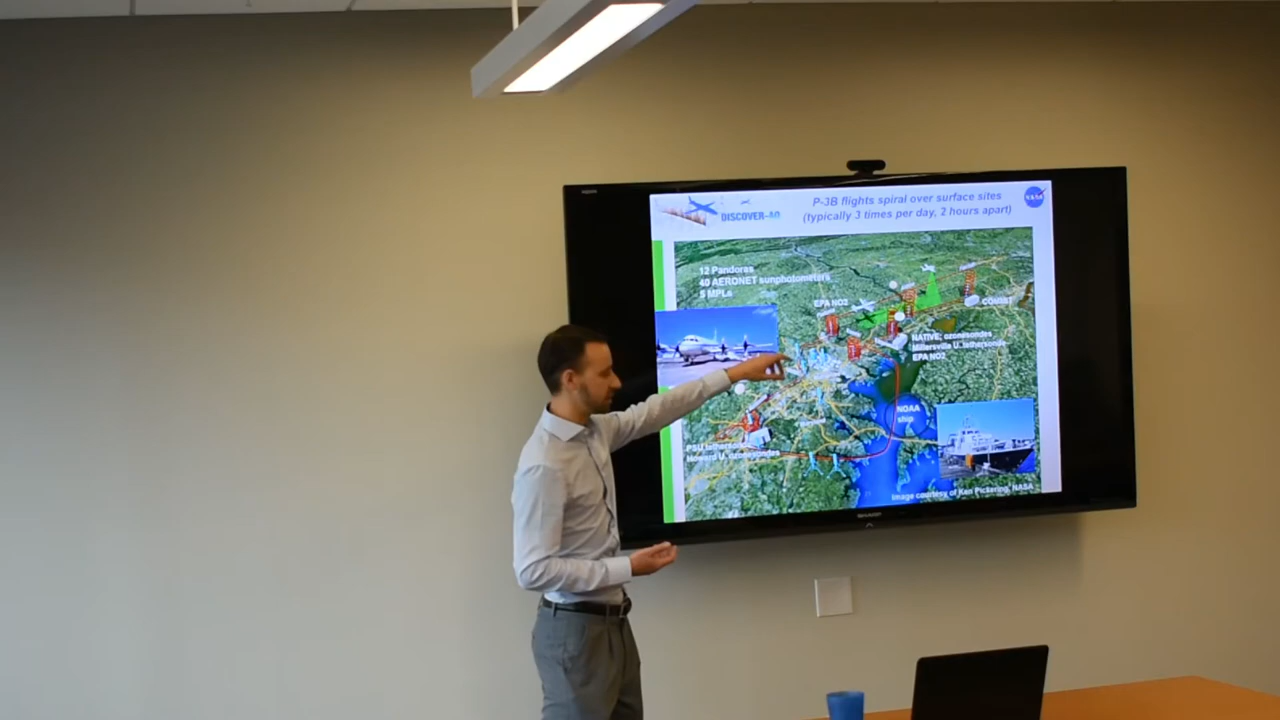 P-3B flights spiral over surface sites
(typically 3 times per day, 2 hours apart)
NASA
DISCOVER-AQ
12 Pandoras
40 AERONET sunphotometers
5 MPLs
EPA NO2
NATIVE, ozonesondes
Millersville U. tethersonde
EPA NO2
NOAA
ship
PSU
Howard U. ozonesondes
Image courtesy of Ken Pickering, NASA
SHARP